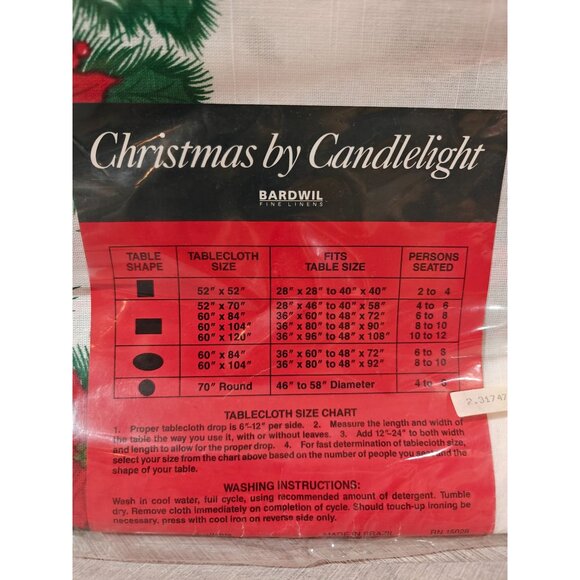 Christmas by Candlelight
BARDWIL
FINE LINENS
TABLE SHAPE TABLECLOTH SIZE FITS TABLE SIZE PERSONS SEATED
52" x 52" 28" x 28" to 40" x 40" 2 to 4
52" x 70" 28" x 46" to 40" x 58" 4 to 6
60" x 84" 36" x 60" to 48" x 72" 6 to 8
60" x 104" 36" x 80" to 48" x 90" 8 to 10
60" x 120" 36" x 96" to 48" x 108" 10 to 12
60" x 84" 36" x 60" to 48" x 72" 6 to 8
60" x 104" 36" x 80" to 48" x 92" 8 to 10
70" Round 46" to 58" Diameter 4 to 6
2.31747
TABLECLOTH SIZE CHART
1. Proper tablecloth drop is 6"-12" per side. 2. Measure the length and width of
the table the way you use it, with or without leaves. 3. Add 12"-24" to both width
and length to allow for the proper drop. 4. For fast determination of tablecloth size,
select your size from the chart above based on the number of people you seat and the
shape of your table.
WASHING INSTRUCTIONS:
Wash in cool water, full cycle, using recommended amount of detergent. Tumble
dry. Remove cloth immediately on completion of cycle. Should touch-up ironing be
necessary, press with cool iron on reverse side only.
MADE IN BRAZIL